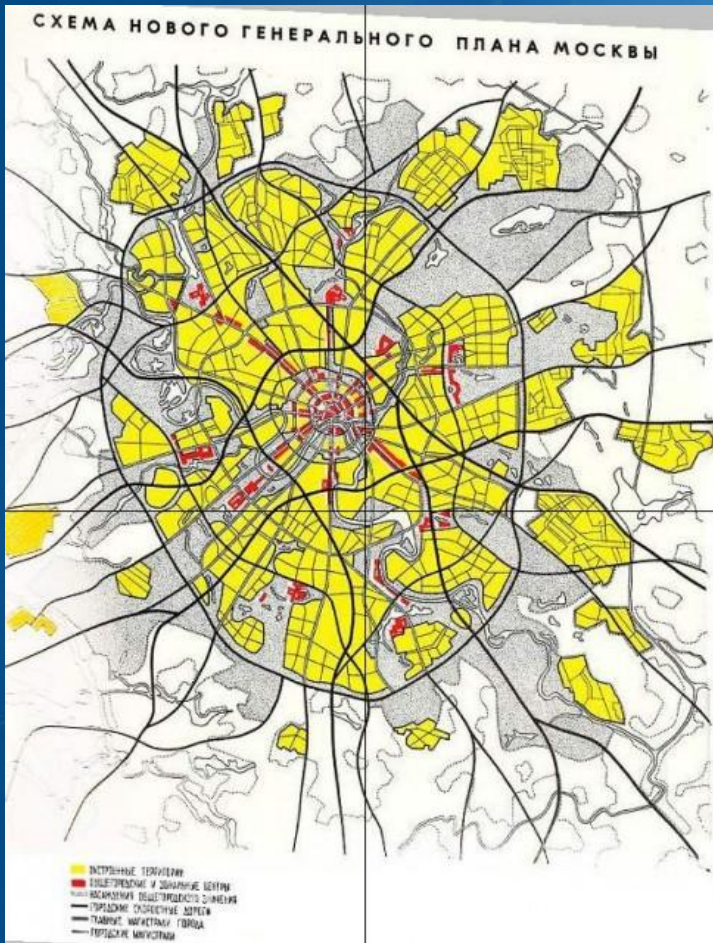 СХЕМА НОВОГО ГЕНЕРАЛЬНОГО ПЛАНА МОСКВЫ
ЗАСТРОЕННЫЕ ТЕРРИТОРИИ
ОБЩЕГОРОДСКИЕ И ЗОНАЛЬНЫЕ ЦЕНТРЫ
НАСАЖДЕНИЯ ОБЩЕГОРОДСКОГО ЗНАЧЕНИЯ
ГОРОДСКИЕ СКОРОСТНЫЕ ДОРОГИ
ГЛАВНЫЕ МАГИСТРАЛИ ГОРОДА
ГОРОДСКИЕ МАГИСТРАЛИ